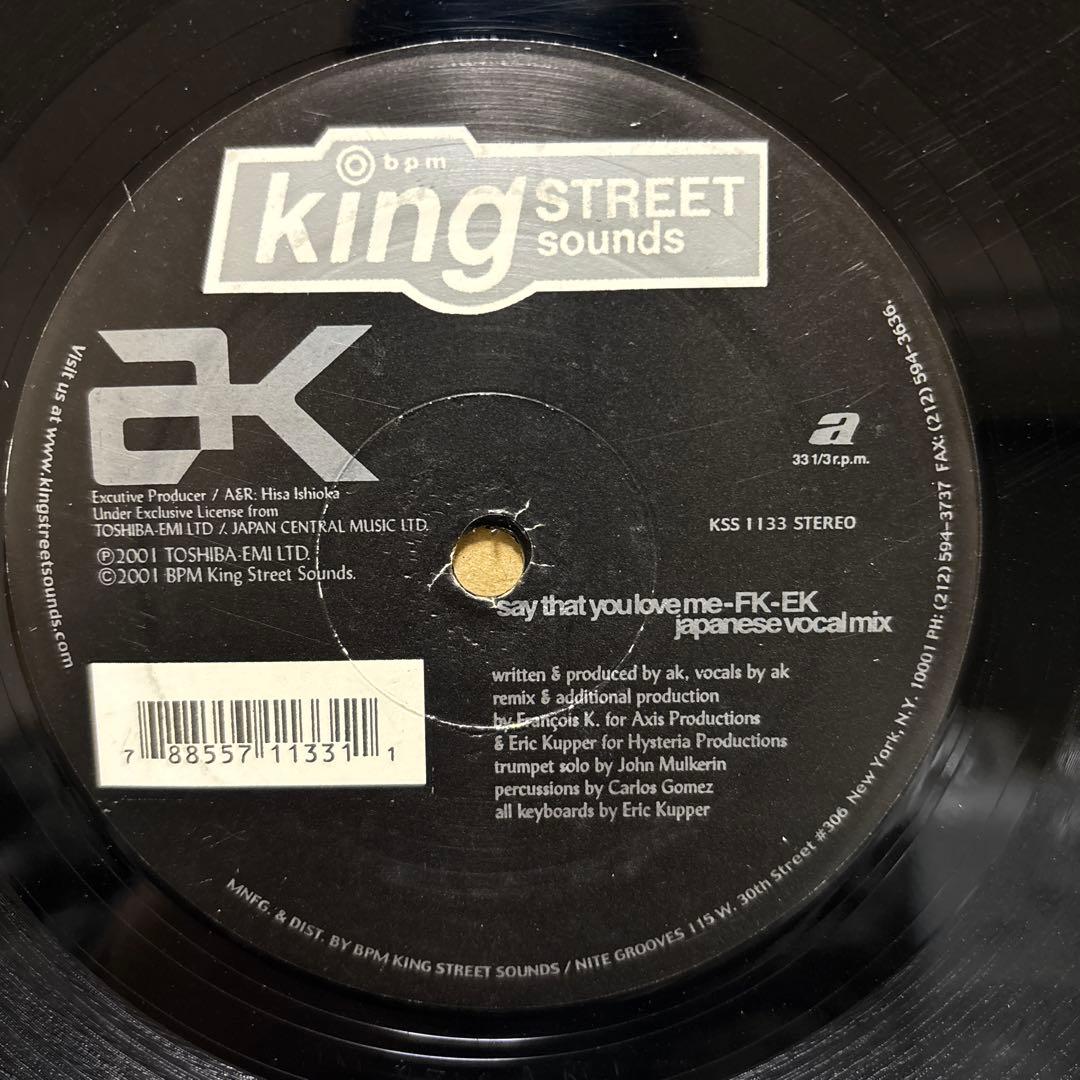 bpm
king STREET
sounds
ak
Visit us at www.kingstreetsounds.com
Excutive Producer / A&R: Hisa Ishioka
Under Exclusive License from
TOSHIBA-EMI LTD / JAPAN CENTRAL MUSIC LTD.
℗2001 TOSHIBA-EMI LTD.
©2001 BPM King Street Sounds.
a
33 1/3 r.p.m.
KSS 1133 STEREO
say that you love me-FK-EK
japanese vocal mix
written & produced by ak, vocals by ak
remix & additional production
by François K. for Axis Productions
& Eric Kupper for Hysteria Productions
trumpet solo by John Mulkerin
percussions by Carlos Gomez
all keyboards by Eric Kupper
7 88557 11331 1
MNFG. & DIST. BY BPM KING STREET SOUNDS / NITE GROOVES 115 W. 30th Street #306 New York, N.Y. 10001 PH: (212) 594-3737 FAX: (212) 594-3636.